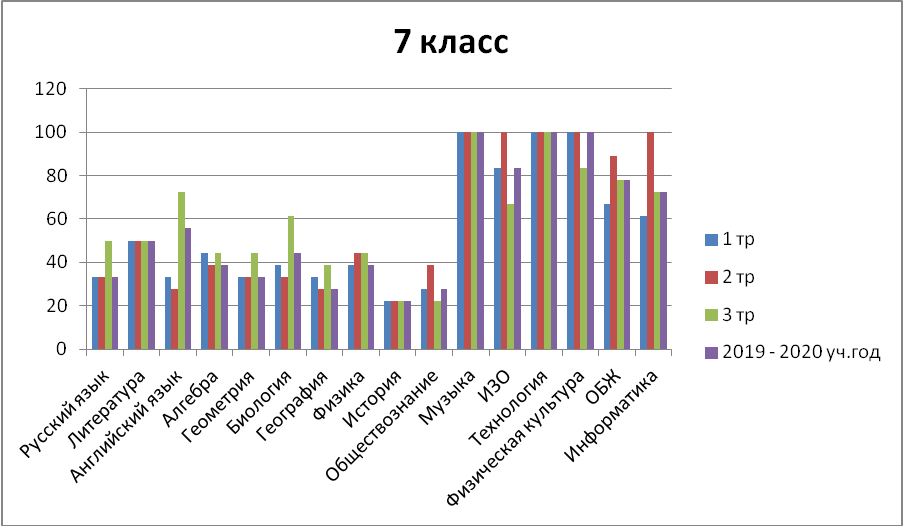 7 класс
120
100
80
60
40
20
0
Русский язык
Литература
Английский язык
Алгебра
Геометрия
Биология
География
Физика
История
Обществознание
Музыка
ИЗО
Технология
Физическая культура
ОБЖ
Информатика
1 тр
2 тр
3 тр
2019 - 2020 уч.год